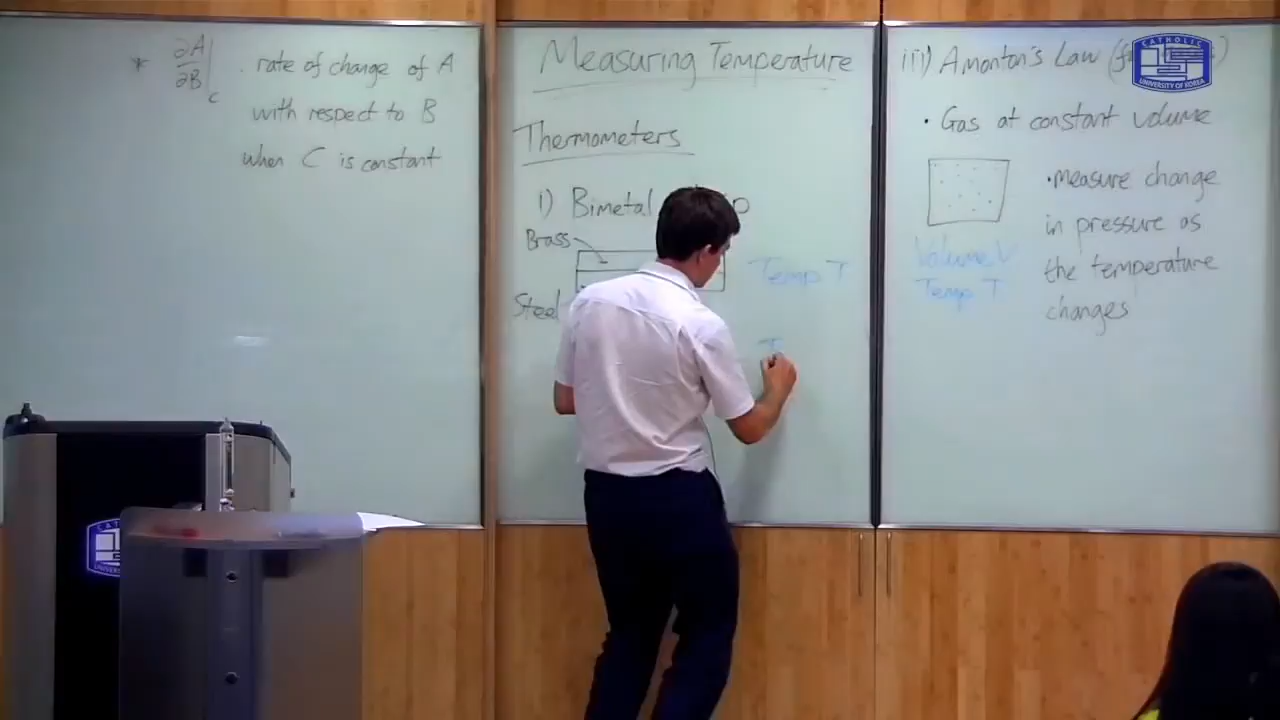 * ∂A/∂B|c . rate of change of A
with respect to B
when C is constant
Measuring Temperature
Thermometers
i) Bimetal
Brass
Steel
Temp T
T
iii) Amonton's Law
• Gas at constant volume
•measure change
in pressure as
the temperature
changes
Volume V
Temp T
CATHOLIC
UNIVERSITY OF KOREA